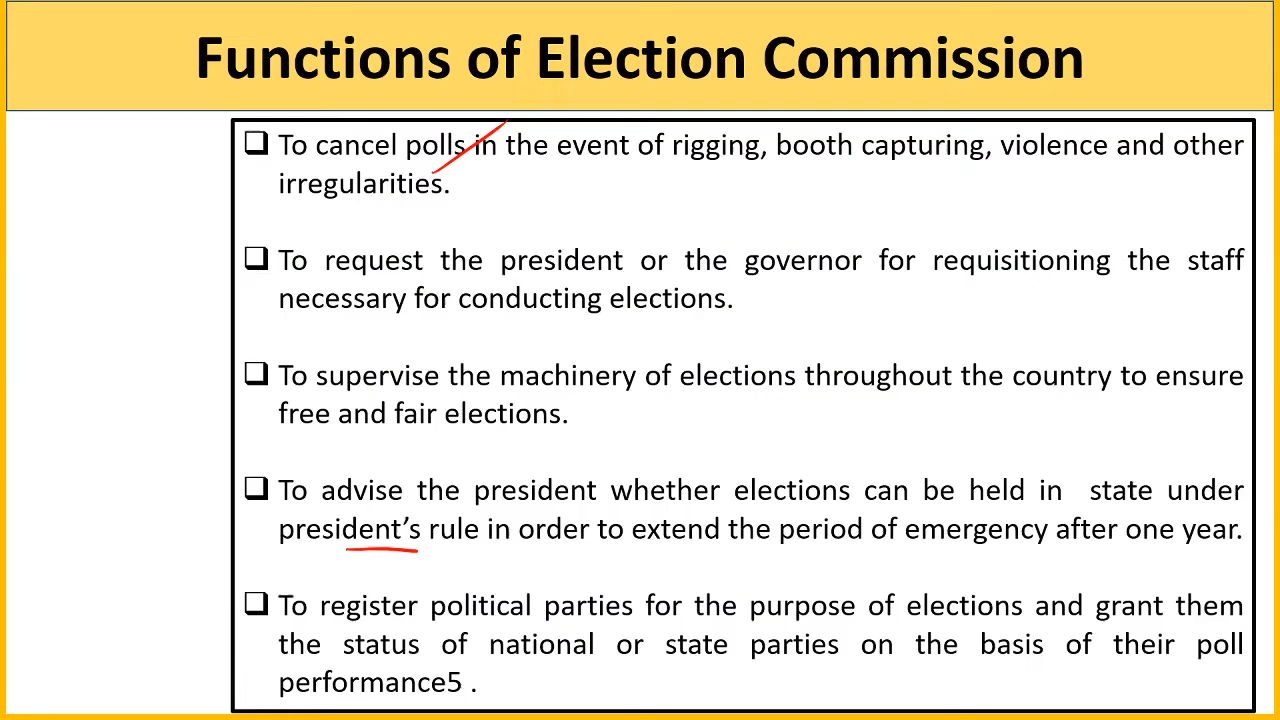 Functions of Election Commission
❑ To cancel polls in the event of rigging, booth capturing, violence and other
irregularities.
❑ To request the president or the governor for requisitioning the staff
necessary for conducting elections.
❑ To supervise the machinery of elections throughout the country to ensure
free and fair elections.
❑ To advise the president whether elections can be held in state under
president’s rule in order to extend the period of emergency after one year.
❑ To register political parties for the purpose of elections and grant them
the status of national or state parties on the basis of their poll
performance5 .